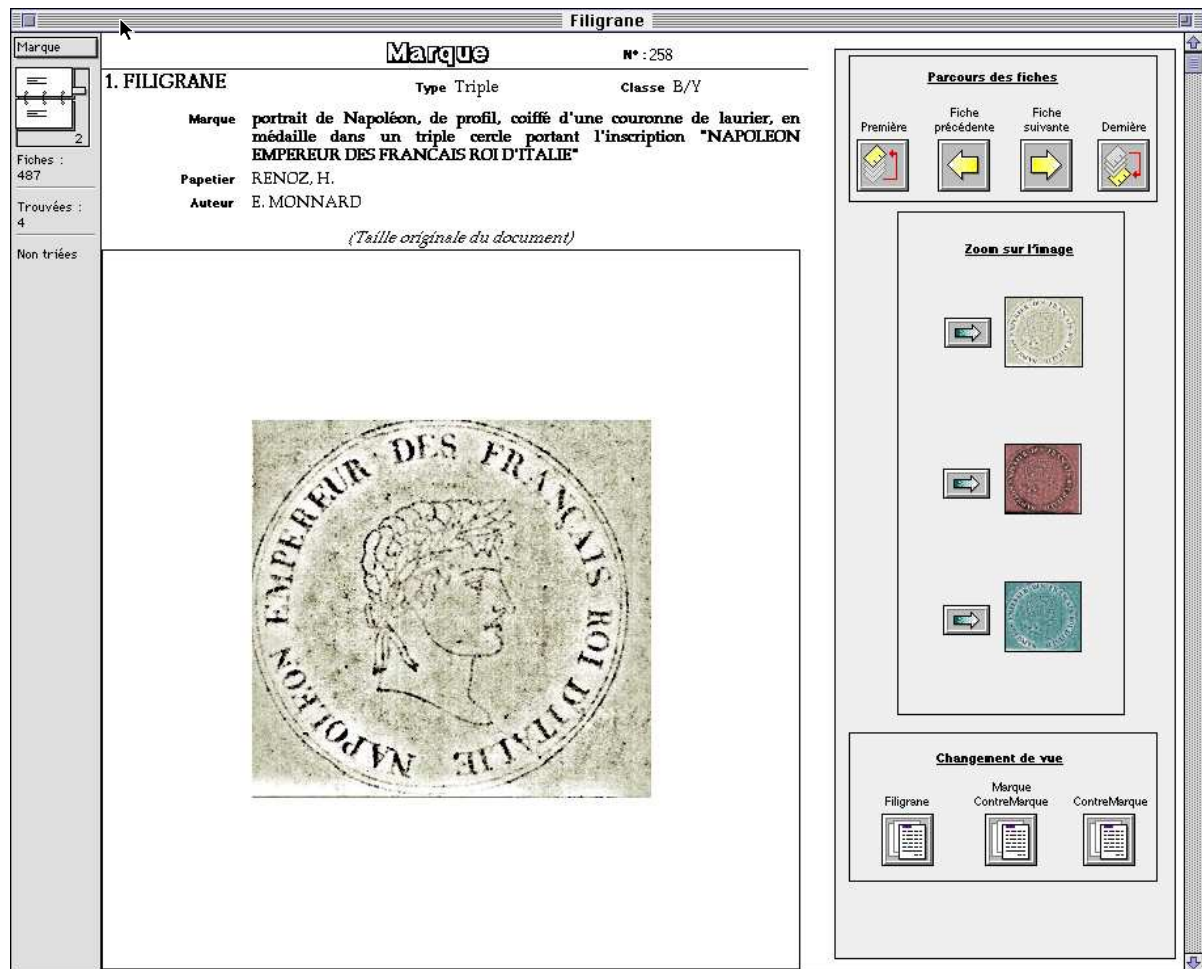 Filigrane
Marque
2
Fiches :
487
Trouvées :
4
Non triées
Marque
N° : 258
1. FILIGRANE
Type Triple
Classe B/Y
Marque portrait de Napoléon, de profil, coiffé d'une couronne de laurier, en
médaille dans un triple cercle portant l'inscription "NAPOLEON
EMPEREUR DES FRANCAIS ROI D'ITALIE"
Papetier RENOZ, H.
Auteur E. MONNARD
(Taille originale du document)
NAPOLEON EMPEREUR DES FRANÇAIS ROI D'ITALIE
Parcours des fiches
Première
Fiche
précédente
Fiche
suivante
Dernière
Zoom sur l'image
Changement de vue
Filigrane
Marque
ContreMarque
ContreMarque